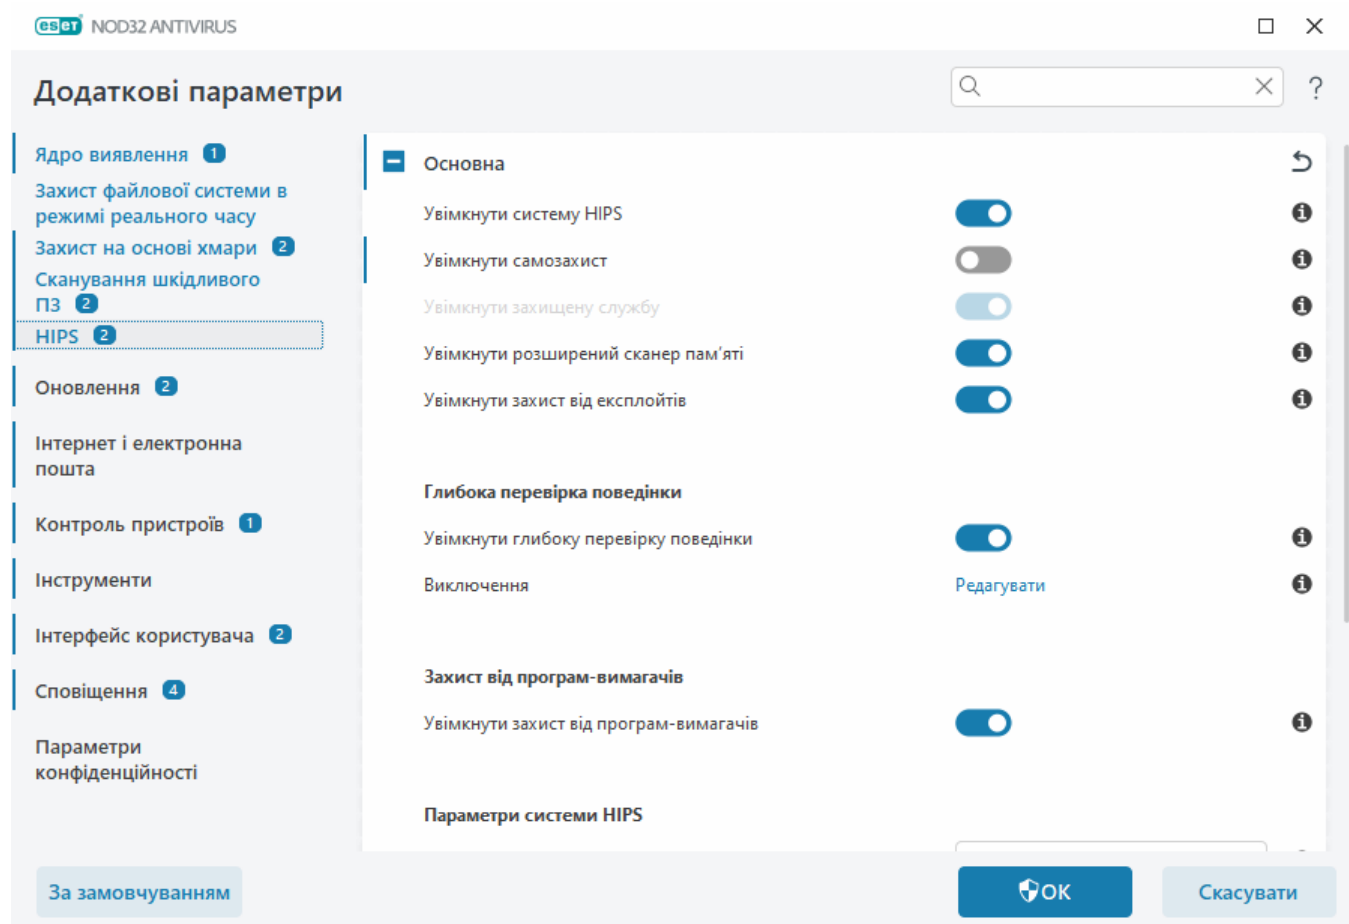 eset NOD32 ANTIVIRUS
Додаткові параметри
?
Ядро виявлення 1
Захист файлової системи в
режимі реального часу
Захист на основі хмари 2
Сканування шкідливого
ПЗ 2
HIPS 2
Оновлення 2
Інтернет і електронна
пошта
Контроль пристроїв 1
Інструменти
Інтерфейс користувача 2
Сповіщення 4
Параметри
конфіденційності
Основна
Увімкнути систему HIPS
Увімкнути самозахист
Увімкнути захищену службу
Увімкнути розширений сканер пам’яті
Увімкнути захист від експлойтів
Глибока перевірка поведінки
Увімкнути глибоку перевірку поведінки
Виключення Редагувати
Захист від програм-вимагачів
Увімкнути захист від програм-вимагачів
Параметри системи HIPS
За замовчуванням
ОК
Скасувати